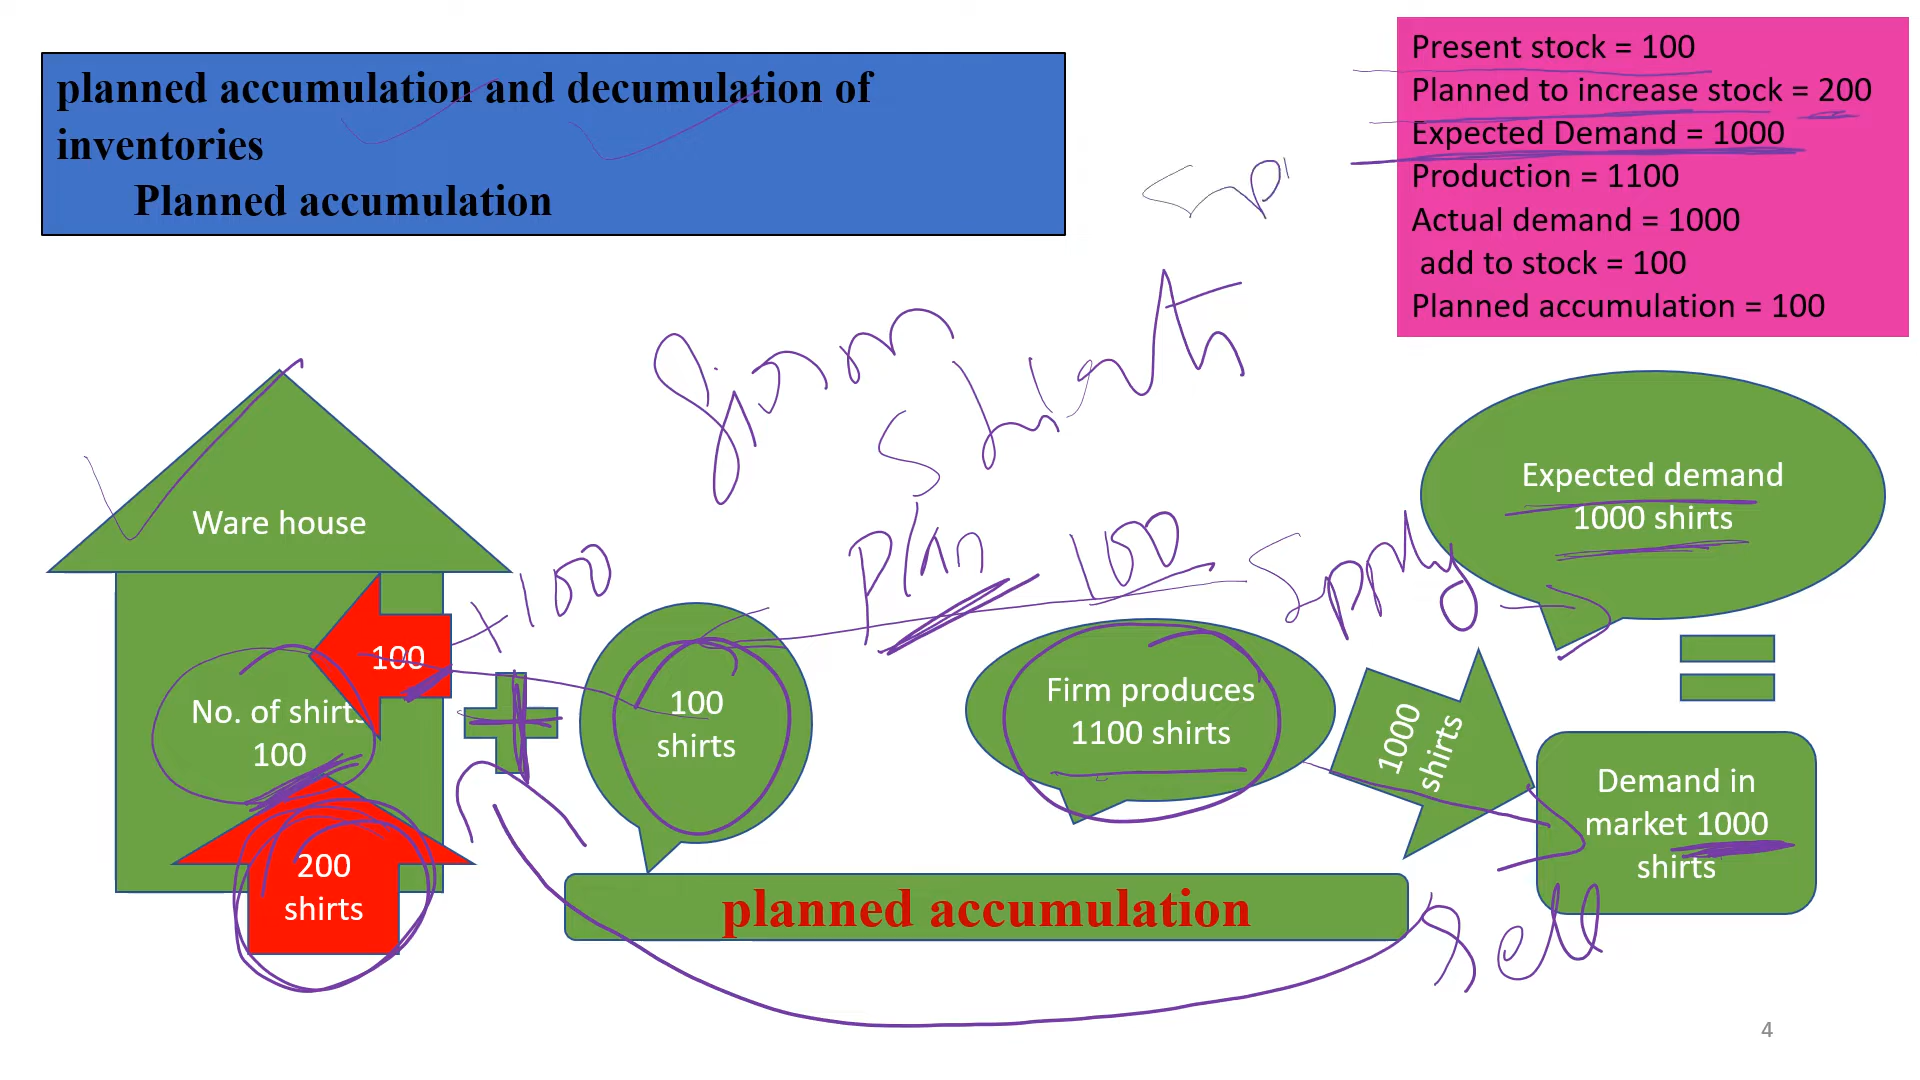 planned accumulation and decumulation of
inventories
Planned accumulation
Present stock = 100
Planned to increase stock = 200
Expected Demand = 1000
Production = 1100
Actual demand = 1000
add to stock = 100
Planned accumulation = 100
firm
Plan 100
Supply
+100
Expected demand
1000 shirts
Ware house
100
No. of shirts
100
200
shirts
100
shirts
Firm produces
1100 shirts
1000
shirts
Demand in
market 1000
shirts
planned accumulation
Sell
4